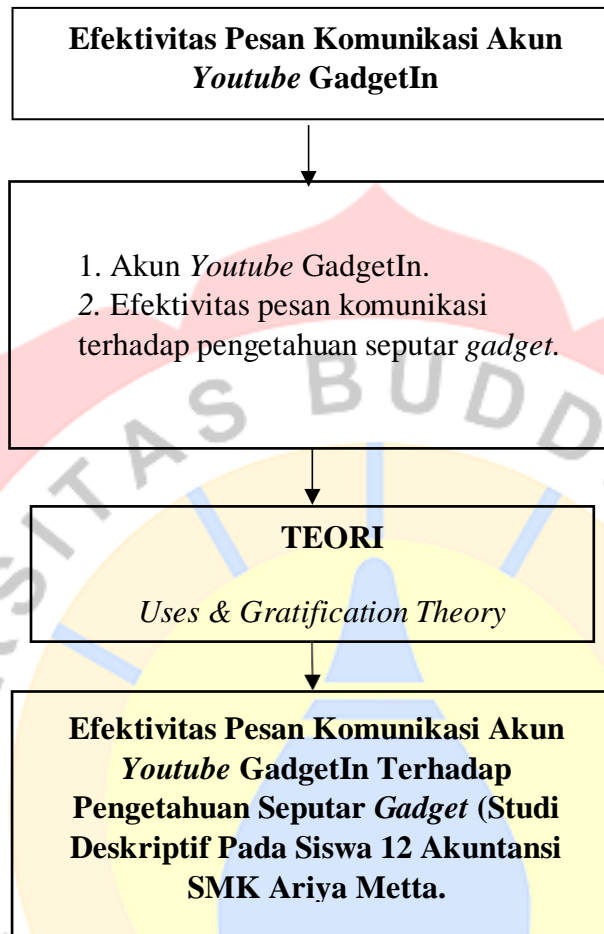 Efektivitas Pesan Komunikasi Akun
Youtube GadgetIn
1. Akun Youtube GadgetIn.
2. Efektivitas pesan komunikasi
terhadap pengetahuan seputar gadget.
SITAS BUDD
TEORI
Uses & Gratification Theory
Efektivitas Pesan Komunikasi Akun
Youtube GadgetIn Terhadap
Pengetahuan Seputar Gadget (Studi
Deskriptif Pada Siswa 12 Akuntansi
SMK Ariya Metta.